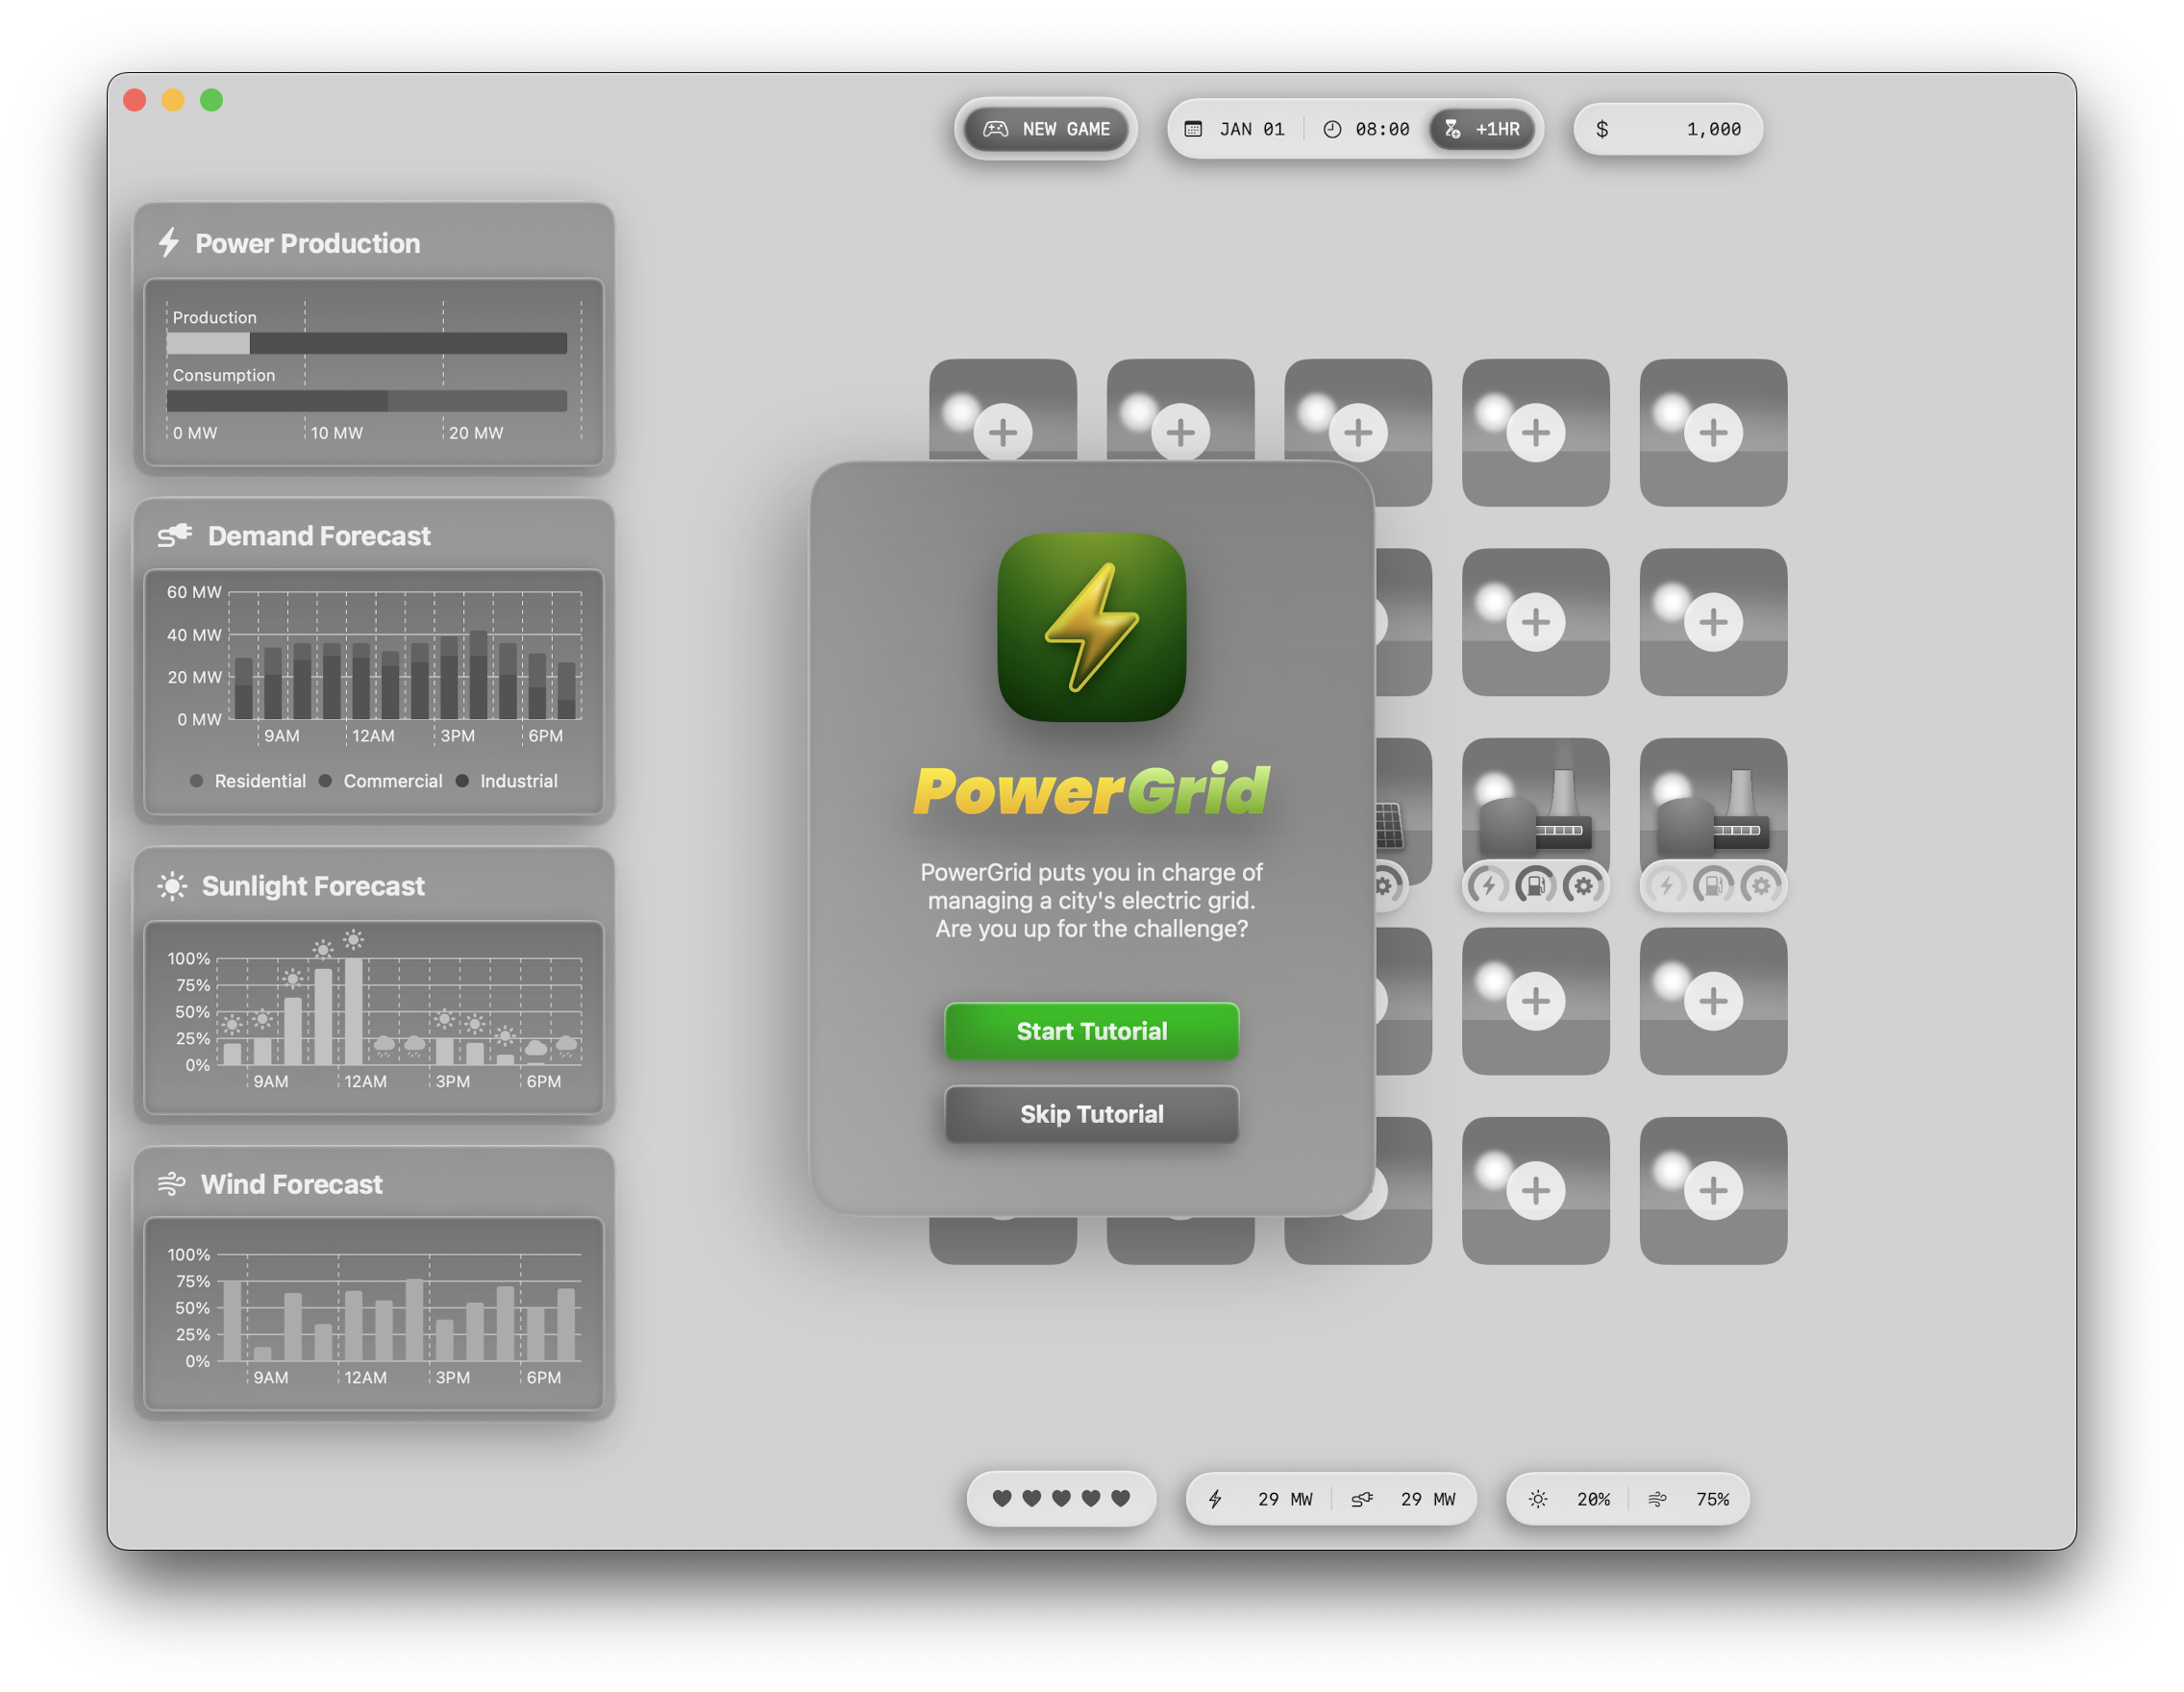 NEW GAME
JAN 01
08:00
+1HR
$ 1,000
Power Production
Production
Consumption
0 MW 10 MW 20 MW
Demand Forecast
60 MW
40 MW
20 MW
0 MW
9AM 12AM 3PM 6PM
Residential Commercial Industrial
Sunlight Forecast
100%
75%
50%
25%
0%
9AM 12AM 3PM 6PM
Wind Forecast
100%
75%
50%
25%
0%
9AM 12AM 3PM 6PM
PowerGrid
PowerGrid puts you in charge of
managing a city's electric grid.
Are you up for the challenge?
Start Tutorial
Skip Tutorial
29 MW 29 MW
20% 75%